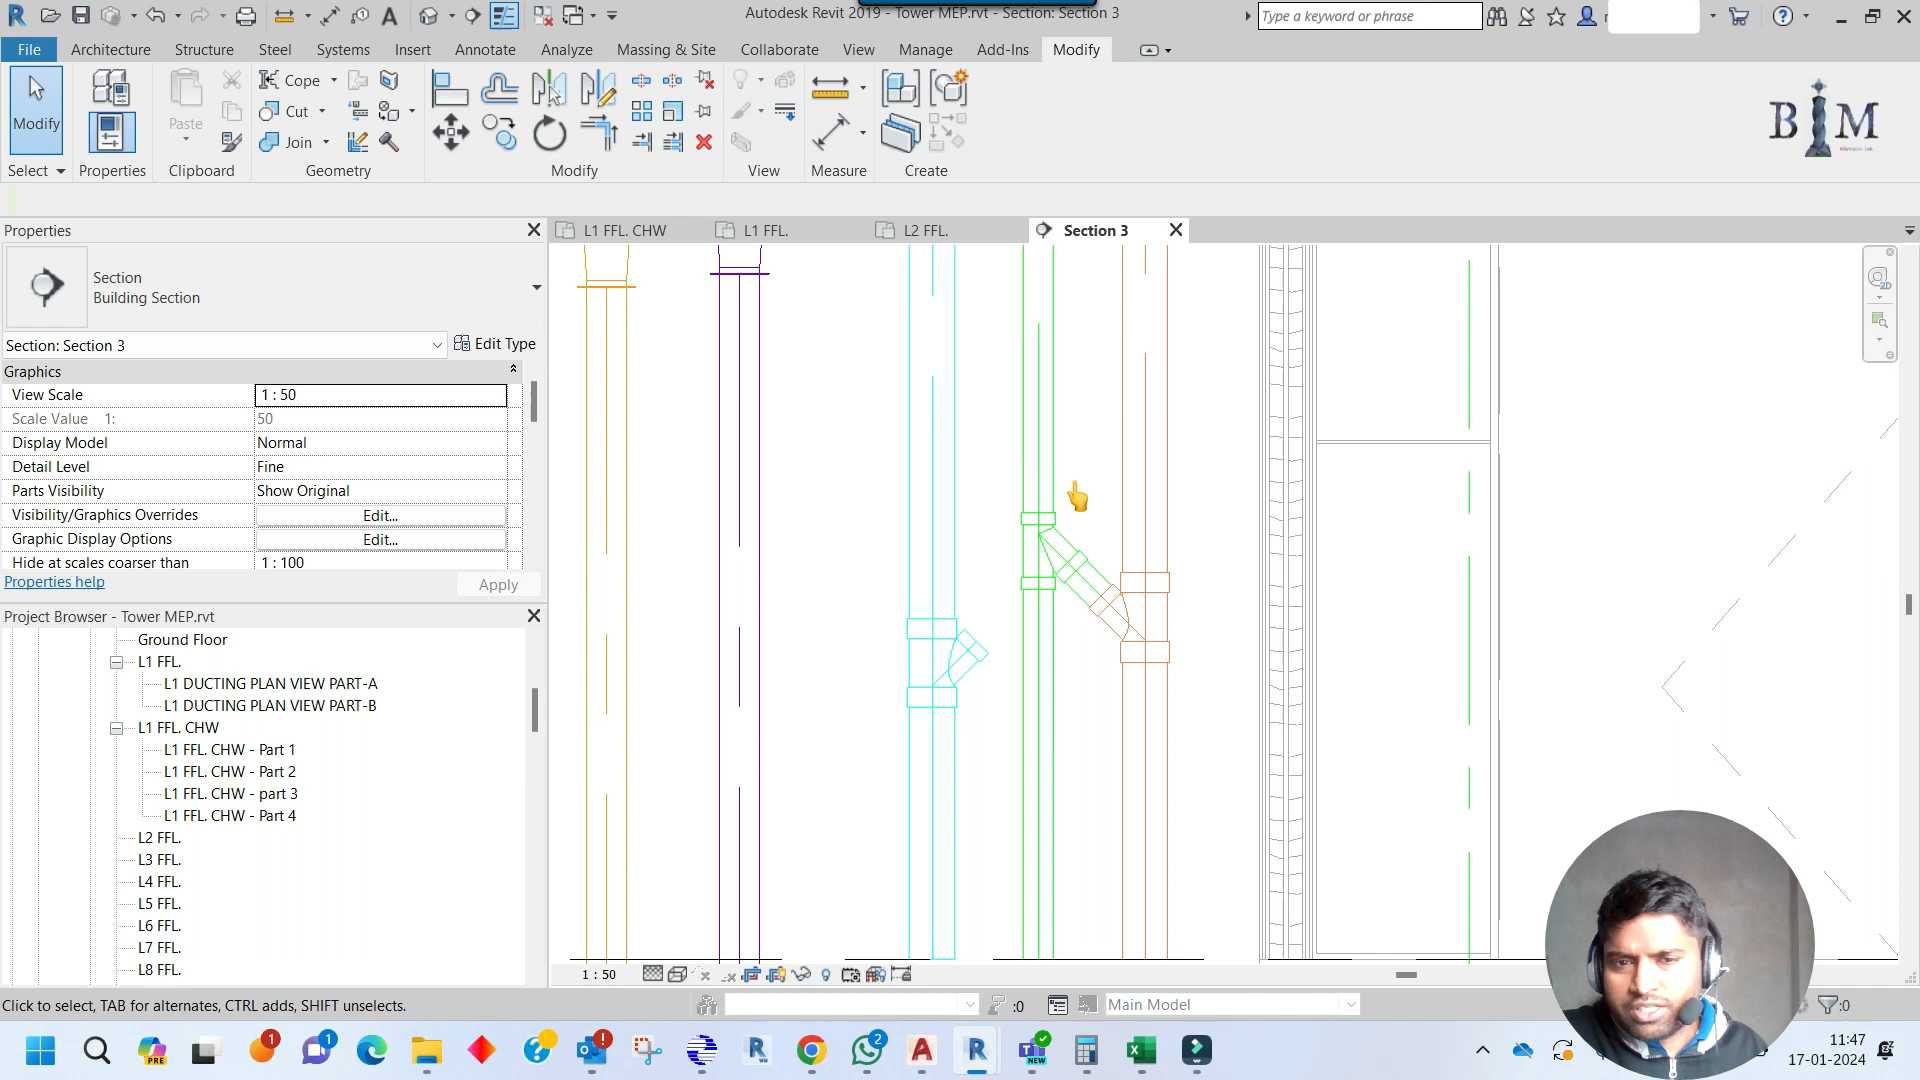 Autodesk Revit 2019 - Tower MEP.rvt - Section: Section 3
Type a keyword or phrase
File Architecture Structure Steel Systems Insert Annotate Analyze Massing & Site Collaborate View Manage Add-Ins Modify
Modify
Paste
Cope
Cut
Join
Select Properties Clipboard Geometry Modify View Measure Create
BIM
Properties
L1 FFL. CHW
L1 FFL.
L2 FFL.
Section 3
Section
Building Section
Section: Section 3
Edit Type
Graphics
View Scale 1 : 50
Scale Value 1: 50
Display Model Normal
Detail Level Fine
Parts Visibility Show Original
Visibility/Graphics Overrides Edit...
Graphic Display Options Edit...
Hide at scales coarser than 1 : 100
Properties help
Apply
Project Browser - Tower MEP.rvt
Ground Floor
L1 FFL.
L1 DUCTING PLAN VIEW PART-A
L1 DUCTING PLAN VIEW PART-B
L1 FFL. CHW
L1 FFL. CHW - Part 1
L1 FFL. CHW - Part 2
L1 FFL. CHW - part 3
L1 FFL. CHW - Part 4
L2 FFL.
L3 FFL.
L4 FFL.
L5 FFL.
L6 FFL.
L7 FFL.
L8 FFL.
2D
1 : 50
Click to select, TAB for alternates, CTRL adds, SHIFT unselects.
:0
Main Model
:0
PRE
1
1
2
NEW
11:47
17-01-2024